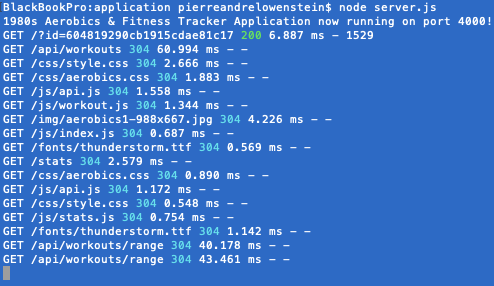 BlackBookPro:application pierreandrelowenstein$ node server.js
1980s Aerobics & Fitness Tracker Application now running on port 4000!
GET /?id=604819290cb1915cdae81c17 200 6.887 ms - 1529
GET /api/workouts 304 60.994 ms - -
GET /css/style.css 304 2.666 ms - -
GET /css/aerobics.css 304 1.883 ms - -
GET /js/api.js 304 1.558 ms - -
GET /js/workout.js 304 1.344 ms - -
GET /img/aerobics1-988x667.jpg 304 4.226 ms - -
GET /js/index.js 304 0.687 ms - -
GET /fonts/thunderstorm.ttf 304 0.569 ms - -
GET /stats 304 2.579 ms - -
GET /css/aerobics.css 304 0.890 ms - -
GET /js/api.js 304 1.172 ms - -
GET /css/style.css 304 0.548 ms - -
GET /js/stats.js 304 0.754 ms - -
GET /fonts/thunderstorm.ttf 304 1.142 ms - -
GET /api/workouts/range 304 40.178 ms - -
GET /api/workouts/range 304 43.461 ms - -